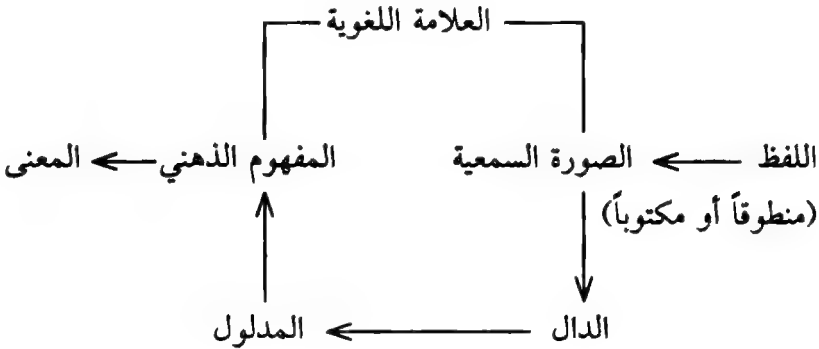 العلامة اللغوية
اللفظ الصورة السمعية المفهوم الذهني المعنى
(منطوقاً أو مكتوباً)
الدال المدلول